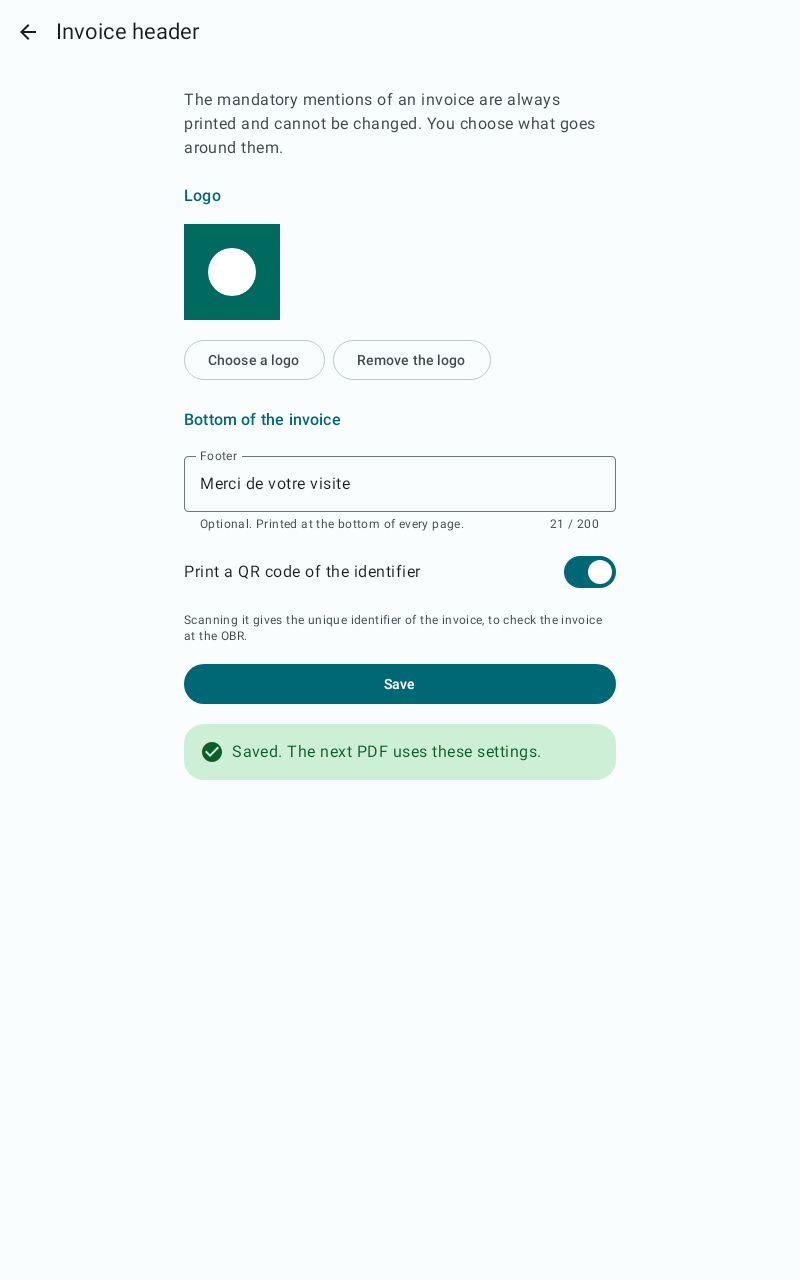 Invoice header
The mandatory mentions of an invoice are always
printed and cannot be changed. You choose what goes
around them.
Logo
Choose a logo
Remove the logo
Bottom of the invoice
Footer
Merci de votre visite
Optional. Printed at the bottom of every page.
21 / 200
Print a QR code of the identifier
Scanning it gives the unique identifier of the invoice, to check the invoice
at the OBR.
Save
Saved. The next PDF uses these settings.